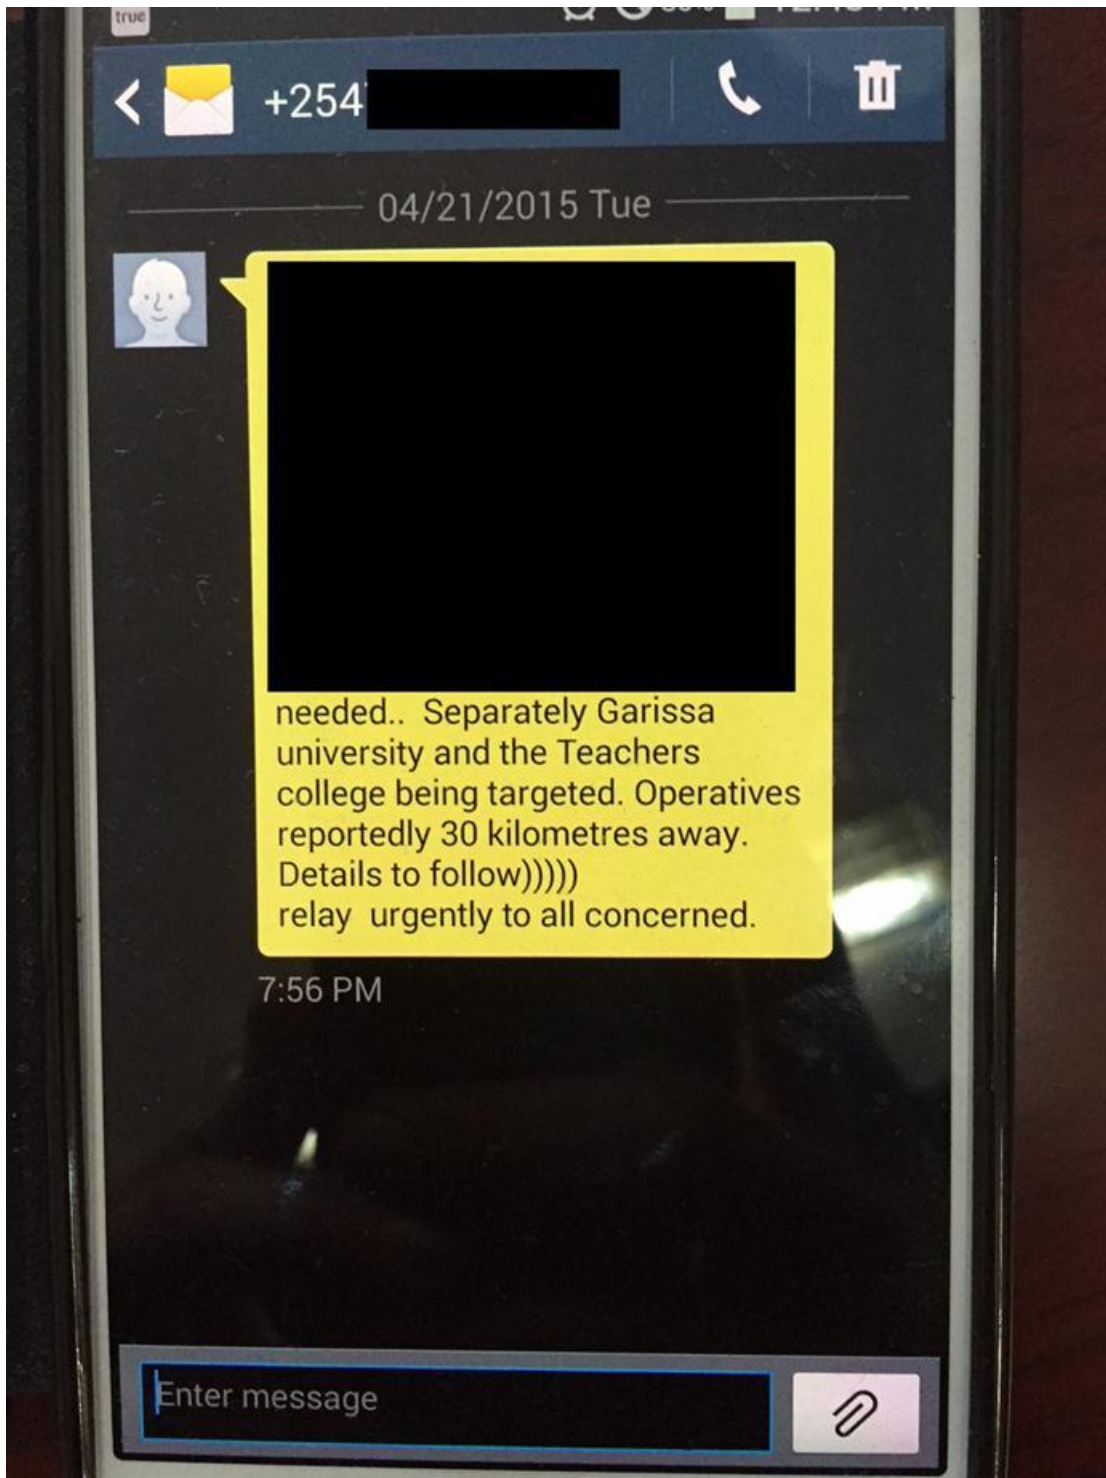 true
+254
04/21/2015 Tue
needed.. Separately Garissa
university and the Teachers
college being targeted. Operatives
reportedly 30 kilometres away.
Details to follow)))))
relay urgently to all concerned.
7:56 PM
Enter message